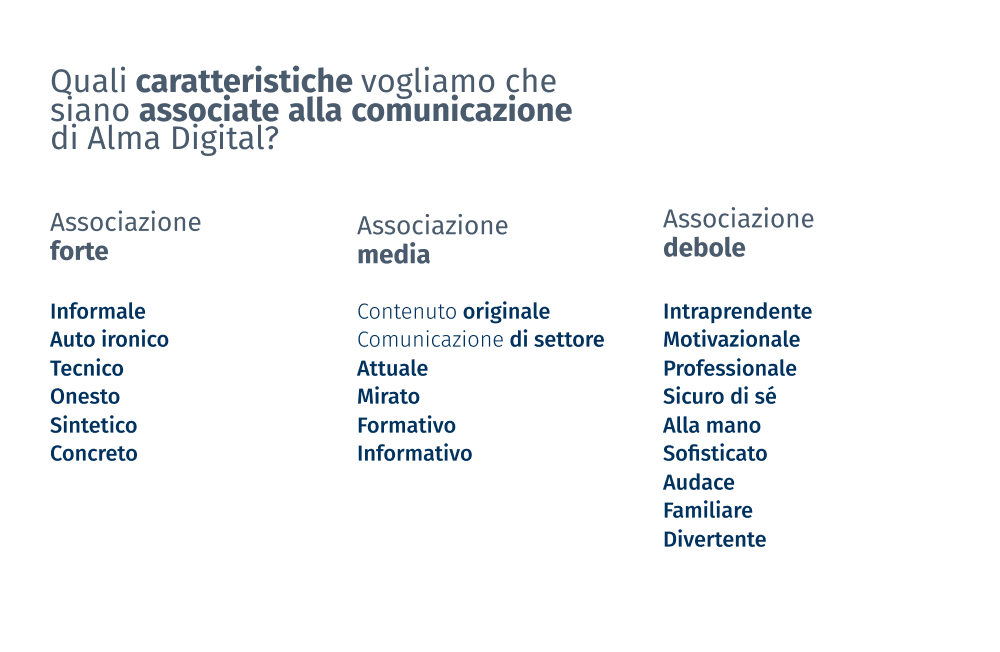 Quali caratteristiche vogliamo che
siano associate alla comunicazione
di Alma Digital?
Associazione
forte
Informale
Auto ironico
Tecnico
Onesto
Sintetico
Concreto
Associazione
media
Contenuto originale
Comunicazione di settore
Attuale
Mirato
Formativo
Informativo
Associazione
debole
Intraprendente
Motivazionale
Professionale
Sicuro di sé
Alla mano
Sofisticato
Audace
Familiare
Divertente